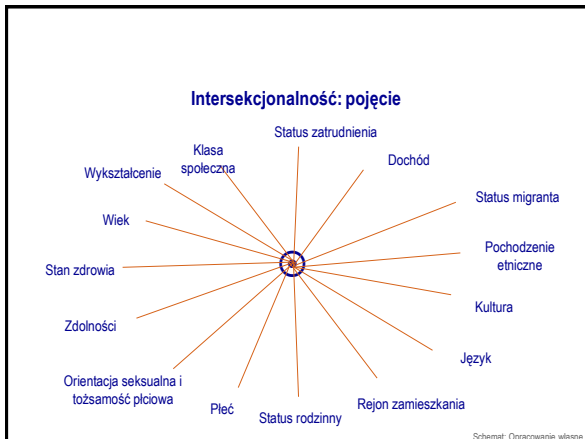 Intersekcjonalność: pojęcie
Status zatrudnienia
Klasa
społeczna
Dochód
Wykształcenie
Status migranta
Wiek
Pochodzenie
etniczne
Stan zdrowia
Kultura
Zdolności
Język
Orientacja seksualna i
tożsamość płciowa
Płeć
Rejon zamieszkania
Status rodzinny
Schemat: Opracowanie własne